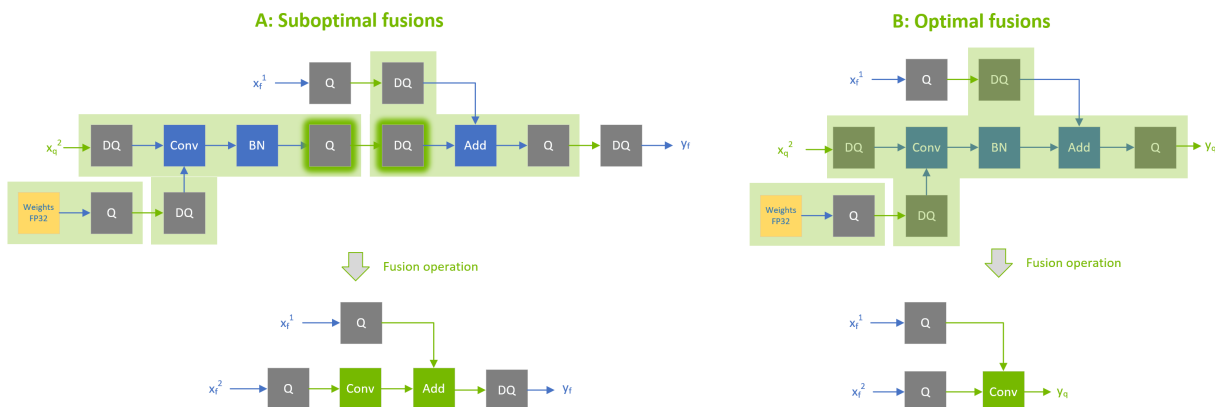 A: Suboptimal fusions
x_f^1 Q DQ
x_q^2 DQ Conv BN Q DQ Add Q DQ y_f
Weights
FP32 Q DQ
Fusion operation
x_f^1 Q
x_f^2 Q Conv Add DQ y_f
B: Optimal fusions
x_f^1 Q DQ
x_q^2 DQ Conv BN Add Q y_q
Weights
FP32 Q DQ
Fusion operation
x_f^1 Q
x_f^2 Q Conv y_q